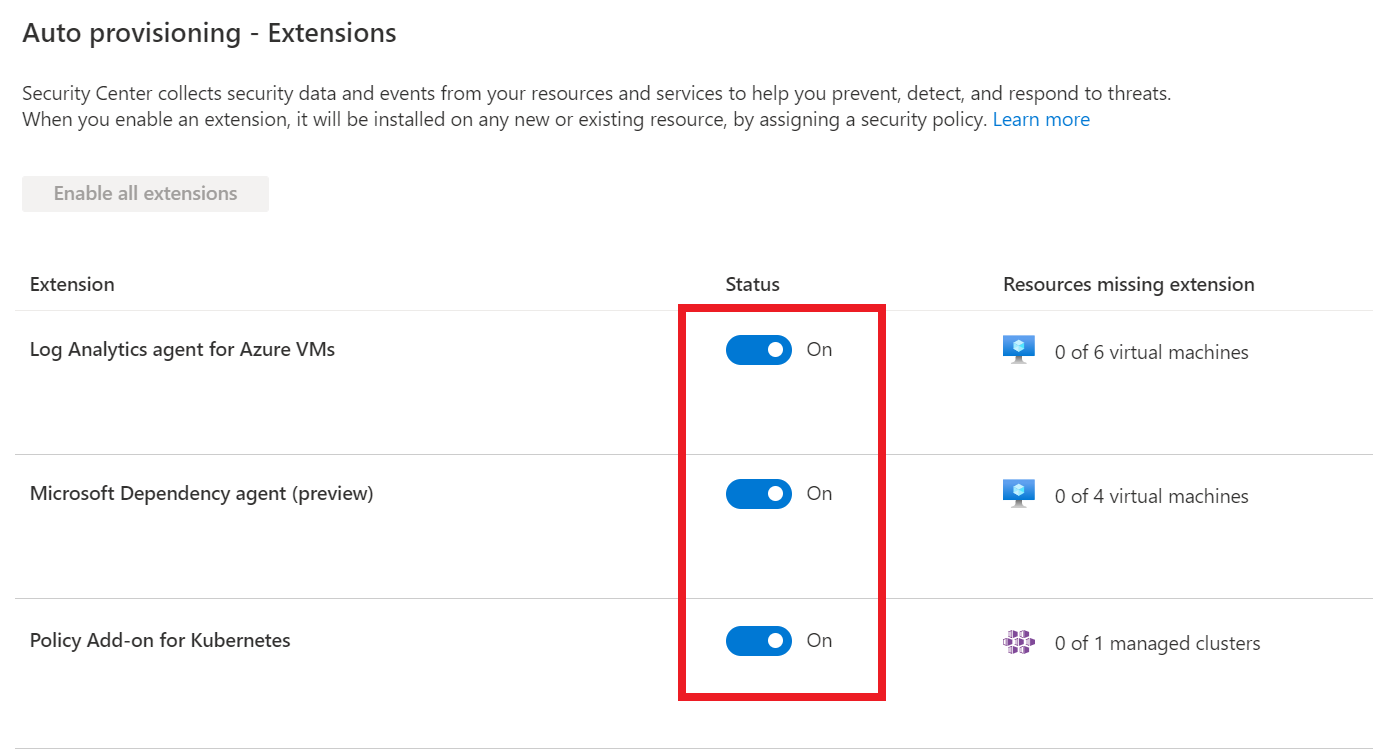 Auto provisioning - Extensions
Security Center collects security data and events from your resources and services to help you prevent, detect, and respond to threats.
When you enable an extension, it will be installed on any new or existing resource, by assigning a security policy. Learn more
Enable all extensions
Extension Status Resources missing extension
Log Analytics agent for Azure VMs On 0 of 6 virtual machines
Microsoft Dependency agent (preview) On 0 of 4 virtual machines
Policy Add-on for Kubernetes On 0 of 1 managed clusters